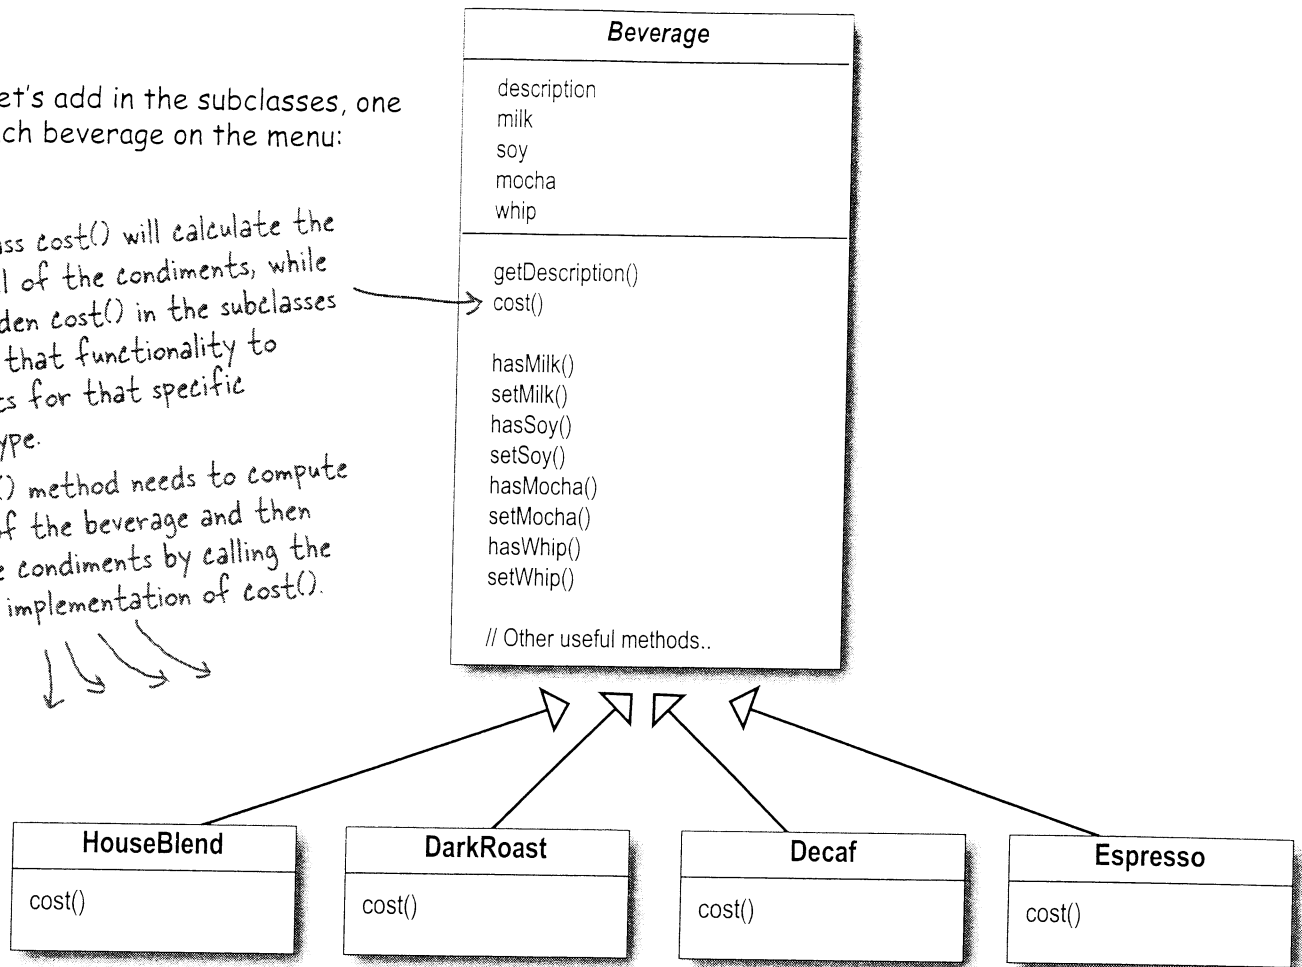 et's add in the subclasses, one
ch beverage on the menu:
ass cost() will calculate the
l of the condiments, while
den cost() in the subclasses
that functionality to
ts for that specific
ype.
() method needs to compute
of the beverage and then
e condiments by calling the
implementation of cost().
Beverage
description
milk
soy
mocha
whip
getDescription()
cost()
hasMilk()
setMilk()
hasSoy()
setSoy()
hasMocha()
setMocha()
hasWhip()
setWhip()
// Other useful methods..
HouseBlend
cost()
DarkRoast
cost()
Decaf
cost()
Espresso
cost()